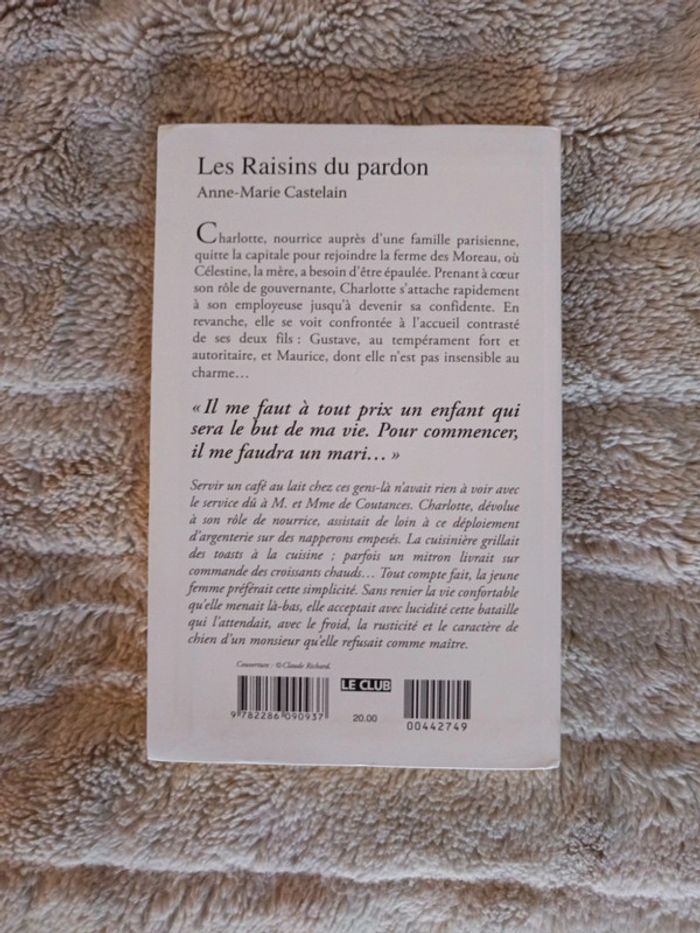 Les Raisins du pardon
Anne-Marie Castelain
Charlotte, nourrice auprès d'une famille parisienne,
quitte la capitale pour rejoindre la ferme des Moreau, où
Célestine, la mère, a besoin d'être épaulée. Prenant à cœur
son rôle de gouvernante, Charlotte s'attache rapidement
à son employeuse jusqu'à devenir sa confidente. En
revanche, elle se voit confrontée à l'accueil contrasté
de ses deux fils : Gustave, au tempérament fort et
autoritaire, et Maurice, dont elle n'est pas insensible au
charme…
« Il me faut à tout prix un enfant qui
sera le but de ma vie. Pour commencer,
il me faudra un mari… »
Servir un café au lait chez ces gens-là n'avait rien à voir avec
le service dû à M. et Mme de Coutances. Charlotte, dévolue
à son rôle de nourrice, assistait de loin à ce déploiement
d'argenterie sur des napperons empesés. La cuisinière grillait
des toasts à la cuisine ; parfois un mitron livrait sur
commande des croissants chauds… Tout compte fait, la jeune
femme préférait cette simplicité. Sans renier la vie confortable
qu'elle menait là-bas, elle acceptait avec lucidité cette bataille
qui l'attendait, avec le froid, la rusticité et le caractère de
chien d'un monsieur qu'elle refusait comme maître.
Couverture : © Claude Richard.
LE CLUB
9 782286 090937
20.00
00442749